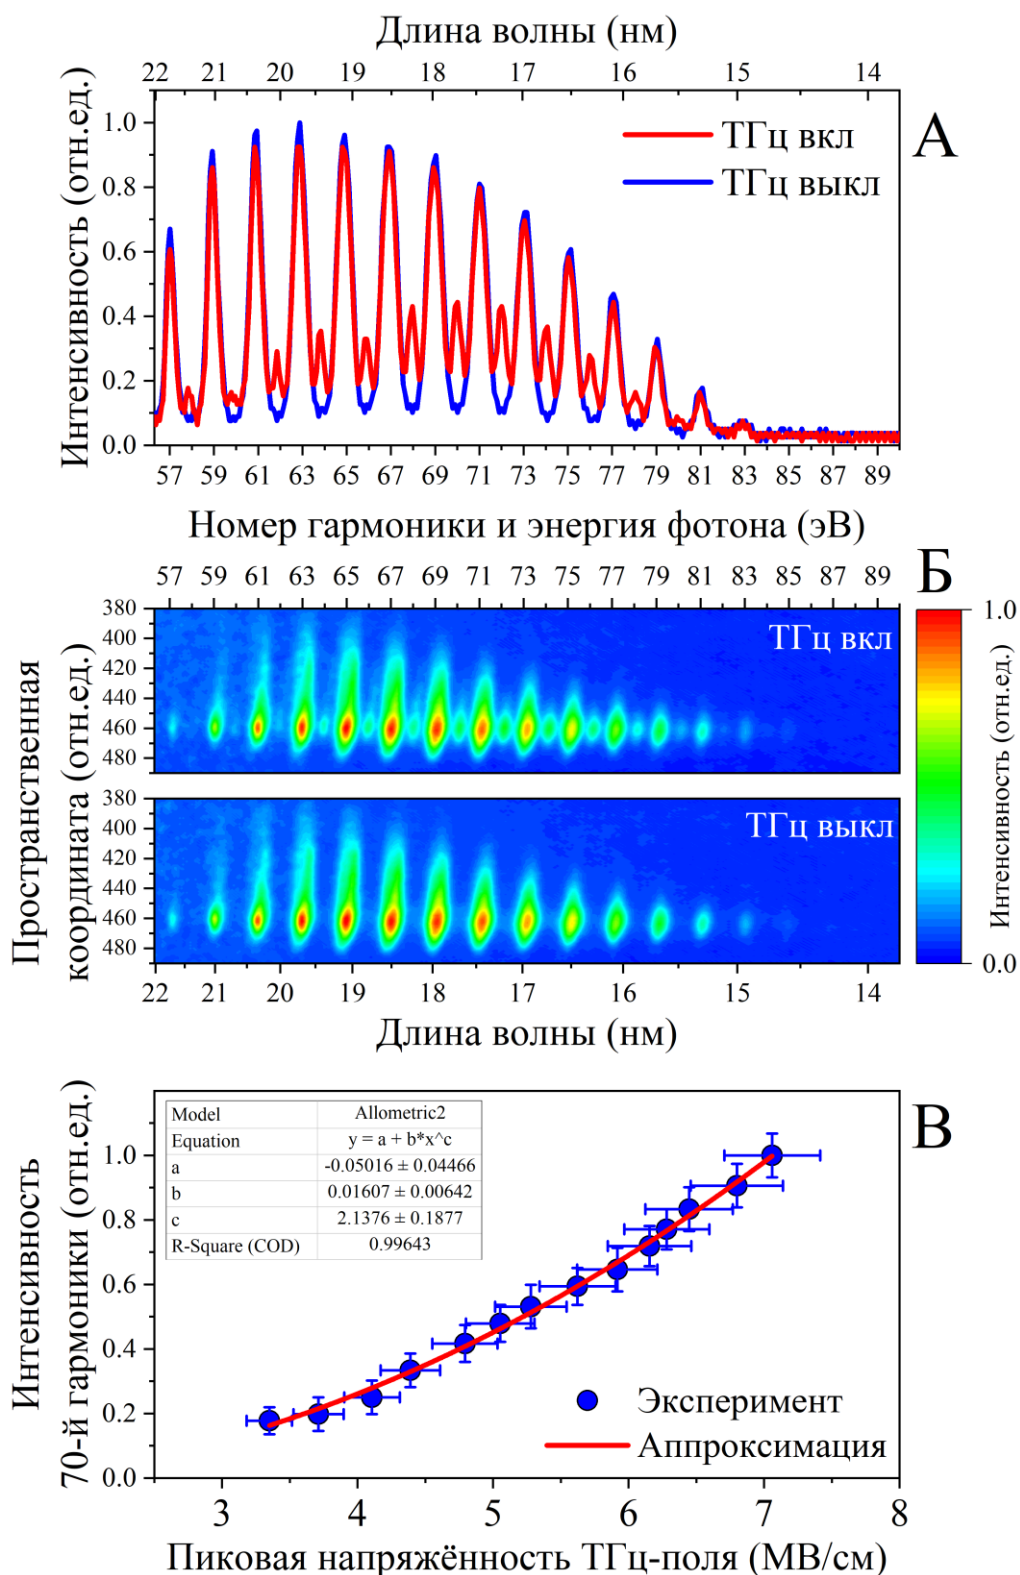 Длина волны (нм)
22 21 20 19 18 17 16 15 14
А
Интенсивность (отн.ед.)
1.0
0.8
0.6
0.4
0.2
0.0
ТГц вкл
ТГц выкл
57 59 61 63 65 67 69 71 73 75 77 79 81 83 85 87 89
Номер гармоники и энергия фотона (эВ)
57 59 61 63 65 67 69 71 73 75 77 79 81 83 85 87 89
Б
Пространственная
координата (отн.ед.)
380
400
420
440
460
480
ТГц вкл
380
400
420
440
460
480
ТГц выкл
1.0
0.0
Интенсивность (отн.ед.)
22 21 20 19 18 17 16 15 14
Длина волны (нм)
В
Интенсивность
70-й гармоники (отн.ед.)
1.0
0.8
0.6
0.4
0.2
0.0
Model Allometric2
Equation y = a + b*x^c
a -0.05016 ± 0.04466
b 0.01607 ± 0.00642
c 2.1376 ± 0.1877
R-Square (COD) 0.99643
Эксперимент
Аппроксимация
3 4 5 6 7 8
Пиковая напряжённость ТГц-поля (МВ/см)